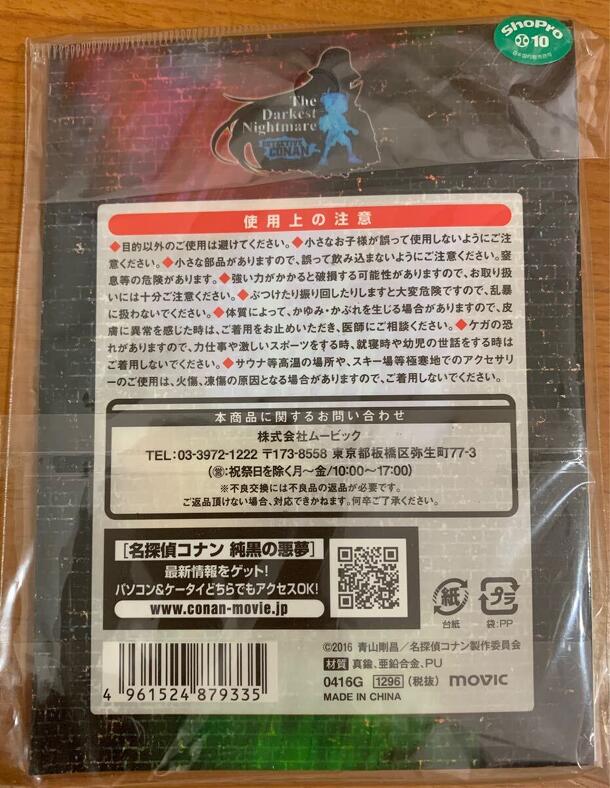 ShoPro
10
The
Darkest
Nightmare
DETECTIVE
CONAN
使用上の注意
◆目的以外のご使用は避けてください。◆小さなお子様が誤って使用しないようにご注
意ください。◆小さな部品がありますので、誤って飲み込まないようにご注意ください。窒
息等の危険があります。◆強い力がかかると破損する可能性がありますので、お取り扱
いには十分ご注意ください。◆ぶつけたり振り回したりしますと大変危険ですので、乱暴
に扱わないでください。◆体質によって、かゆみ・かぶれを生じる場合がありますので、皮
膚に異常を感じた時は、ご着用をお止めいただき、医師にご相談ください。◆ケガの恐
れがありますので、力仕事や激しいスポーツをする時、就寝時や幼児の世話をする時は
ご着用しないでください。◆サウナ等高温の場所や、スキー場等極寒地でのアクセサリ
ーのご使用は、火傷、凍傷の原因となる場合がありますので、ご着用しないでください。
本商品に関するお問い合わせ
株式会社ムービック
TEL:03-3972-1222 〒173-8558 東京都板橋区弥生町77-3
(営:祝祭日を除く月〜金/10:00〜17:00)
※不良交換には不良品の返品が必要です。
ご返品頂けない場合、対応できかねます。何卒ご了承ください。
[名探偵コナン 純黒の悪夢]
最新情報をゲット!
パソコン&ケータイどちらでもアクセスOK!
www.conan-movie.jp
紙
台紙
プラ
袋:PP
©2016 青山剛昌/名探偵コナン製作委員会
材質 真鍮、亜鉛合金、PU
0416G 1296 (税抜) movic
MADE IN CHINA
4 961524 879335